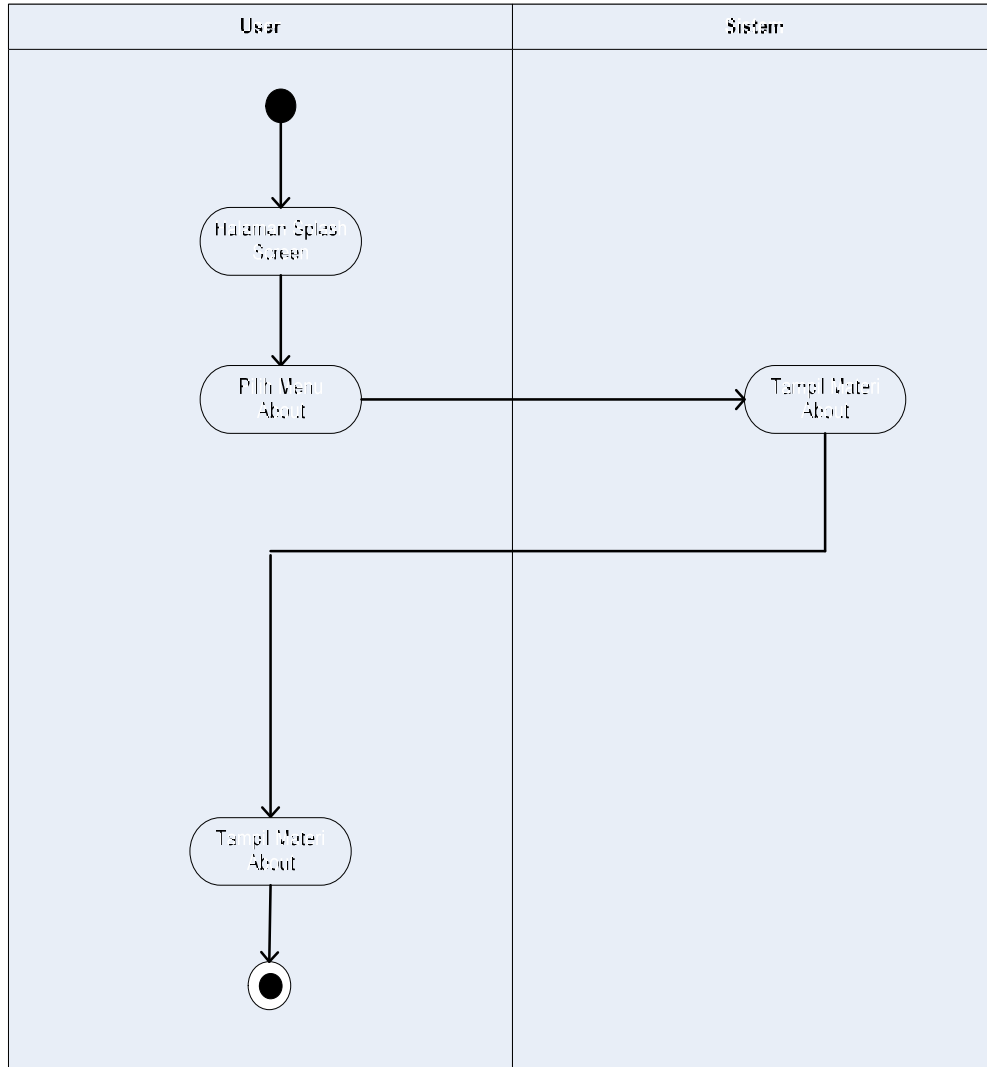 User
Sistem
Halaman Splash
Screen
Pilih Menu
About
Tampil Materi
About
Tampil Materi
About